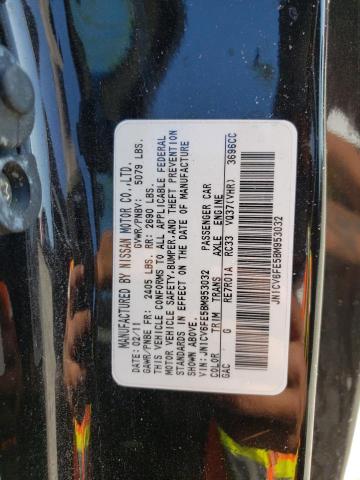 MANUFACTURED BY NISSAN MOTOR CO.,LTD.
DATE: 02/11 GVWR/PNBV: 5079 LBS.
GAWR/PNBE FR: 2405 LBS. RR: 2690 LBS.
THIS VEHICLE CONFORMS TO ALL APPLICABLE FEDERAL
MOTOR VEHICLE SAFETY,BUMPER,AND THEFT PREVENTION
STANDARDS IN EFFECT ON THE DATE OF MANUFACTURE
SHOWN ABOVE.
VIN: JN1CV6FE5BM953032 PASSENGER CAR
COLOR TRIM TRANS AXLE ENGINE
GAC G RE7R01A RC33 VQ37(VHR) 3696CC
JN1CV6FE5BM953032